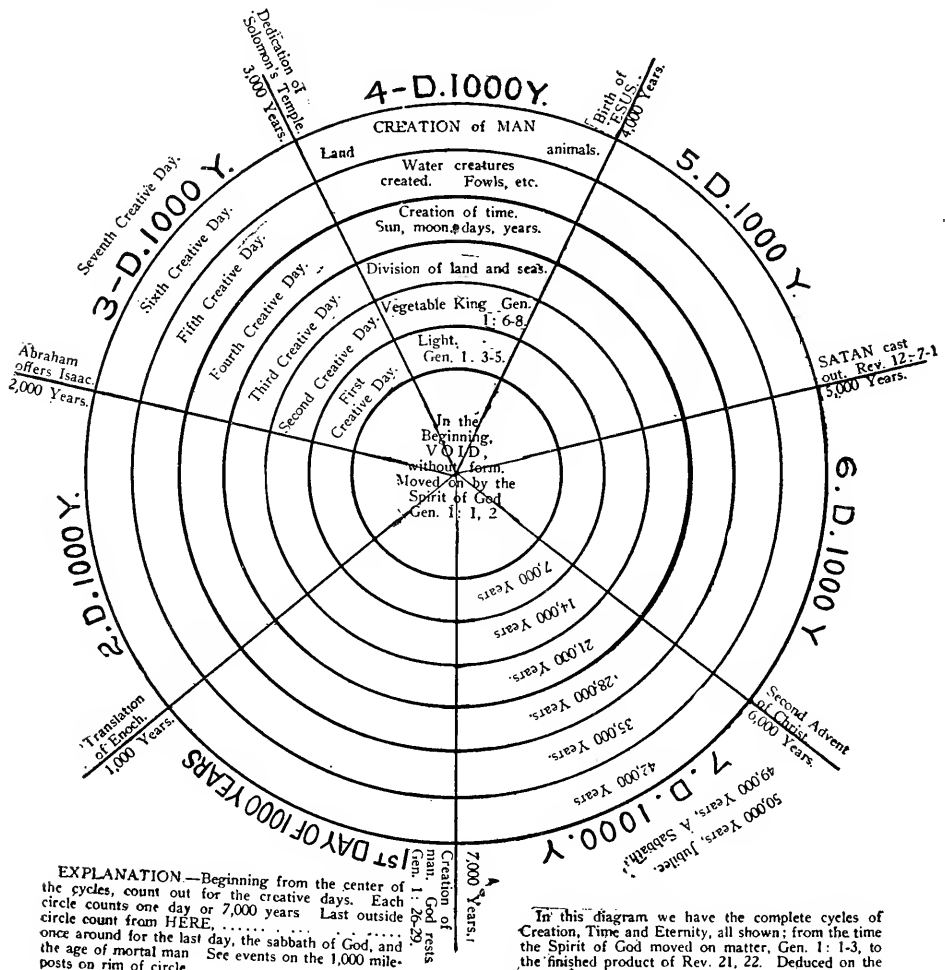 Dedication of
Solomon's Temple.
3,000 Years.
4-D.1000Y.
Birth of
ESUS.
4,000 Years.
CREATION of MAN
Land animals.
Water creatures
created. Fowls, etc.
Creation of time.
Sun, moon, days, years.
Division of land and seas.
Vegetable King Gen.
1: 6-8.
Light,
Gen. 1. 3-5.
In the
Beginning,
VOID,
without form.
Moved on by the
Spirit of God
Gen. 1: 1, 2
Seventh Creative Day.
3-D.1000 Y.
Sixth Creative Day.
Fifth Creative Day.
Fourth Creative Day.
Third Creative Day.
Second Creative Day.
First
Creative Day.
5.D.1000 Y.
Abraham
offers Isaac.
2,000 Years.
SATAN cast
out, Rev. 12:-7-1
5,000 Years.
2.D.1000 Y.
6.D.1000 Y
7,000 Years
14,000 Years
21,000 Years.
28,000 Years.
35,000 Years.
42,000 Years
Translation
of Enoch.
1,000 Years.
Second Advent
of Christ
6,000 Years.
7.D.1000.Y
49,000 Years, A Sabbath,
50,000 Years, Jubilee.
1ST DAY OF 1000 YEARS
7,000 Years.
Creation of
man. God rests
Gen. 1: 26-29
EXPLANATION.—Beginning from the center of
the cycles, count out for the creative days. Each
circle counts one day or 7,000 years Last outside
circle count from HERE, . . . . . . . . . . . .
once around for the last day, the sabbath of God, and
the age of mortal man See events on the 1,000 mile-
posts on rim of circle
In this diagram we have the complete cycles of
Creation, Time and Eternity, all shown; from the time
the Spirit of God moved on matter, Gen. 1: 1-3, to
the finished product of Rev. 21, 22. Deduced on the